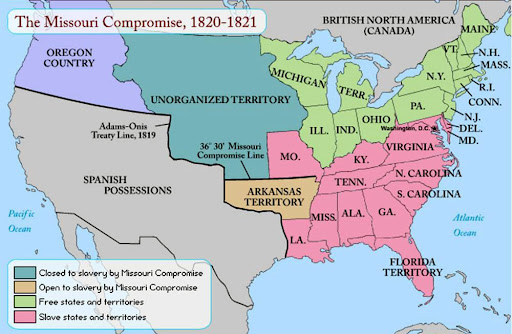 The Missouri Compromise, 1820-1821
BRITISH NORTH AMERICA
(CANADA)
OREGON
COUNTRY
MAINE
VT.
N.H.
MASS.
MICHIGAN
TERR.
N.Y.
R.I.
CONN.
UNORGANIZED TERRITORY
PA.
N.J.
OHIO
ILL.
IND.
Washington, D.C.
DEL.
MD.
Adams-Onis
Treaty Line, 1819
36° 30' Missouri
Compromise Line
MO.
KY.
VIRGINIA
SPANISH
POSSESSIONS
ARKANSAS
TERRITORY
TENN.
N. CAROLINA
S. CAROLINA
Pacific
Ocean
MISS.
ALA.
GA.
Atlantic
Ocean
LA.
FLORIDA
TERRITORY
Closed to slavery by Missouri Compromise
Open to slavery by Missouri Compromise
Free states and territories
Slave states and territories